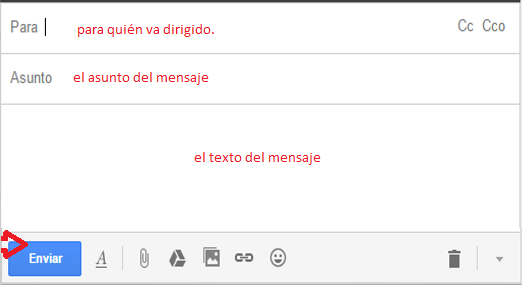 Para para quién va dirigido. Cc Cco
Asunto el asunto del mensaje
el texto del mensaje
Enviar A